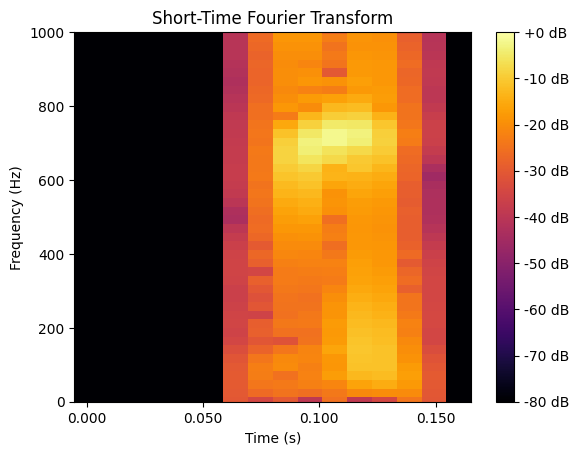 Short-Time Fourier Transform
1000
800
600
400
200
0
Frequency (Hz)
0.000
0.050
0.100
0.150
Time (s)
+0 dB
-10 dB
-20 dB
-30 dB
-40 dB
-50 dB
-60 dB
-70 dB
-80 dB